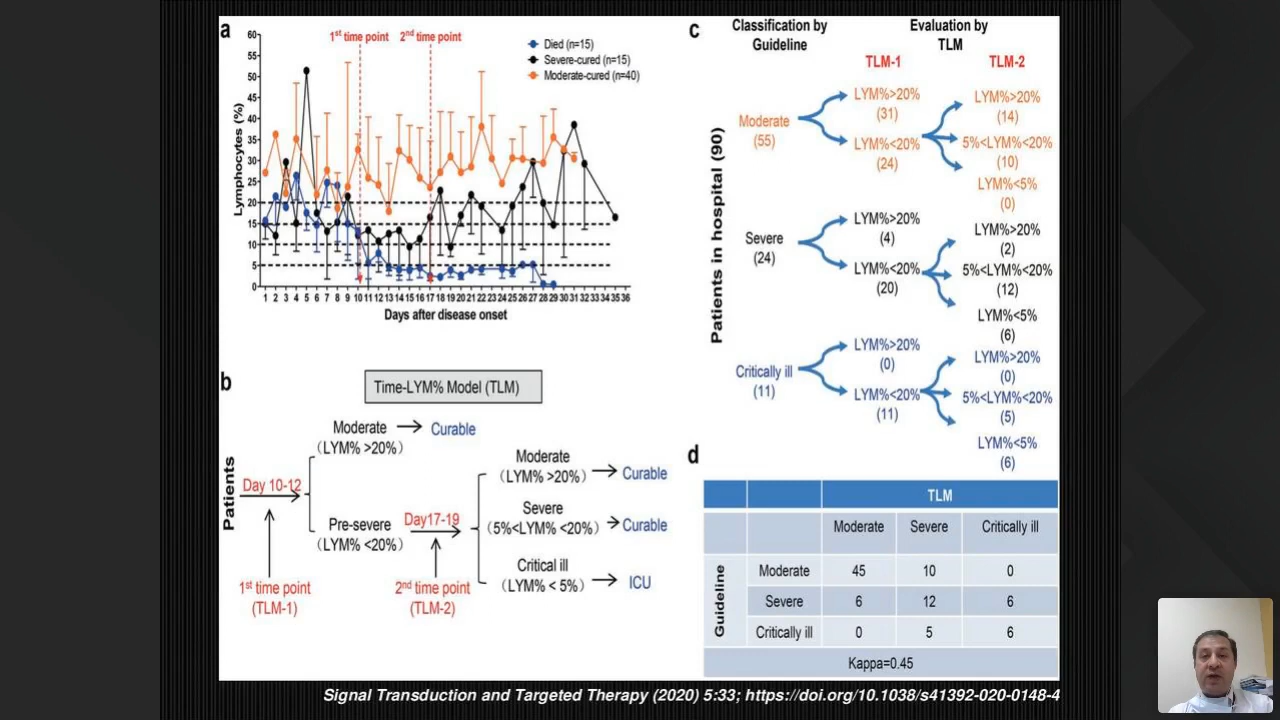 a
60
55
50
45
40
35
30
25
20
15
10
5
0
Lymphocytes (%)
1st time point
2nd time point
Died (n=15)
Severe-cured (n=15)
Moderate-cured (n=40)
1 2 3 4 5 6 7 8 9 10 11 12 13 14 15 16 17 18 19 20 21 22 23 24 25 26 27 28 29 30 31 32 33 34 35 36
Days after disease onset
b
Time-LYM% Model (TLM)
Patients
Day 10-12
1st time point
(TLM-1)
Moderate
(LYM% >20%)
Curable
Pre-severe
(LYM% <20%)
Day17-19
2nd time point
(TLM-2)
Moderate
(LYM% >20%)
Curable
Severe
(5%<LYM% <20%)
Curable
Critical ill
(LYM% < 5%)
ICU
c
Classification by
Guideline
Evaluation by
TLM
TLM-1
TLM-2
Patients in hospital (90)
Moderate
(55)
LYM%>20%
(31)
LYM%<20%
(24)
LYM%>20%
(14)
5%<LYM%<20%
(10)
LYM%<5%
(0)
Severe
(24)
LYM%>20%
(4)
LYM%<20%
(20)
LYM%>20%
(2)
5%<LYM%<20%
(12)
LYM%<5%
(6)
Critically ill
(11)
LYM%>20%
(0)
LYM%<20%
(11)
LYM%>20%
(0)
5%<LYM%<20%
(5)
LYM%<5%
(6)
d
TLM
Moderate Severe Critically ill
Guideline
Moderate 45 10 0
Severe 6 12 6
Critically ill 0 5 6
Kappa=0.45
Signal Transduction and Targeted Therapy (2020) 5:33; https://doi.org/10.1038/s41392-020-0148-4